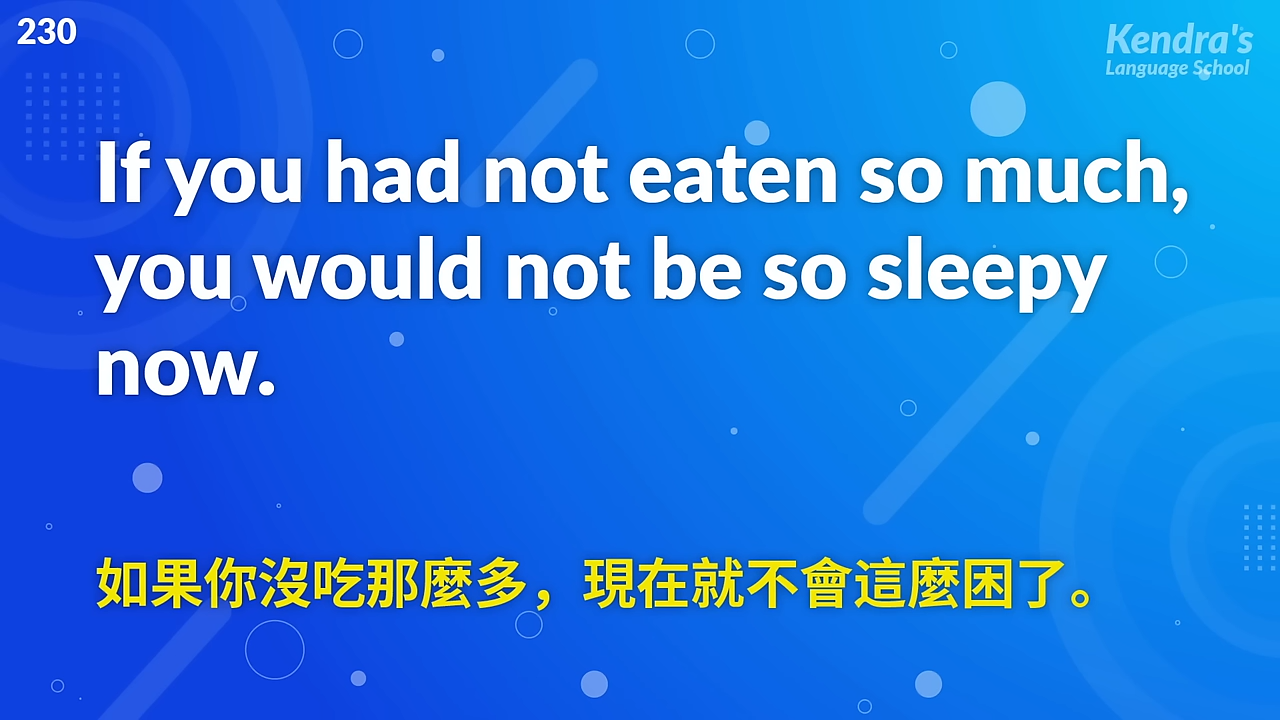 230
Kendra's
Language School
If you had not eaten so much,
you would not be so sleepy
now.
如果你沒吃那麼多，現在就不會這麼困了。